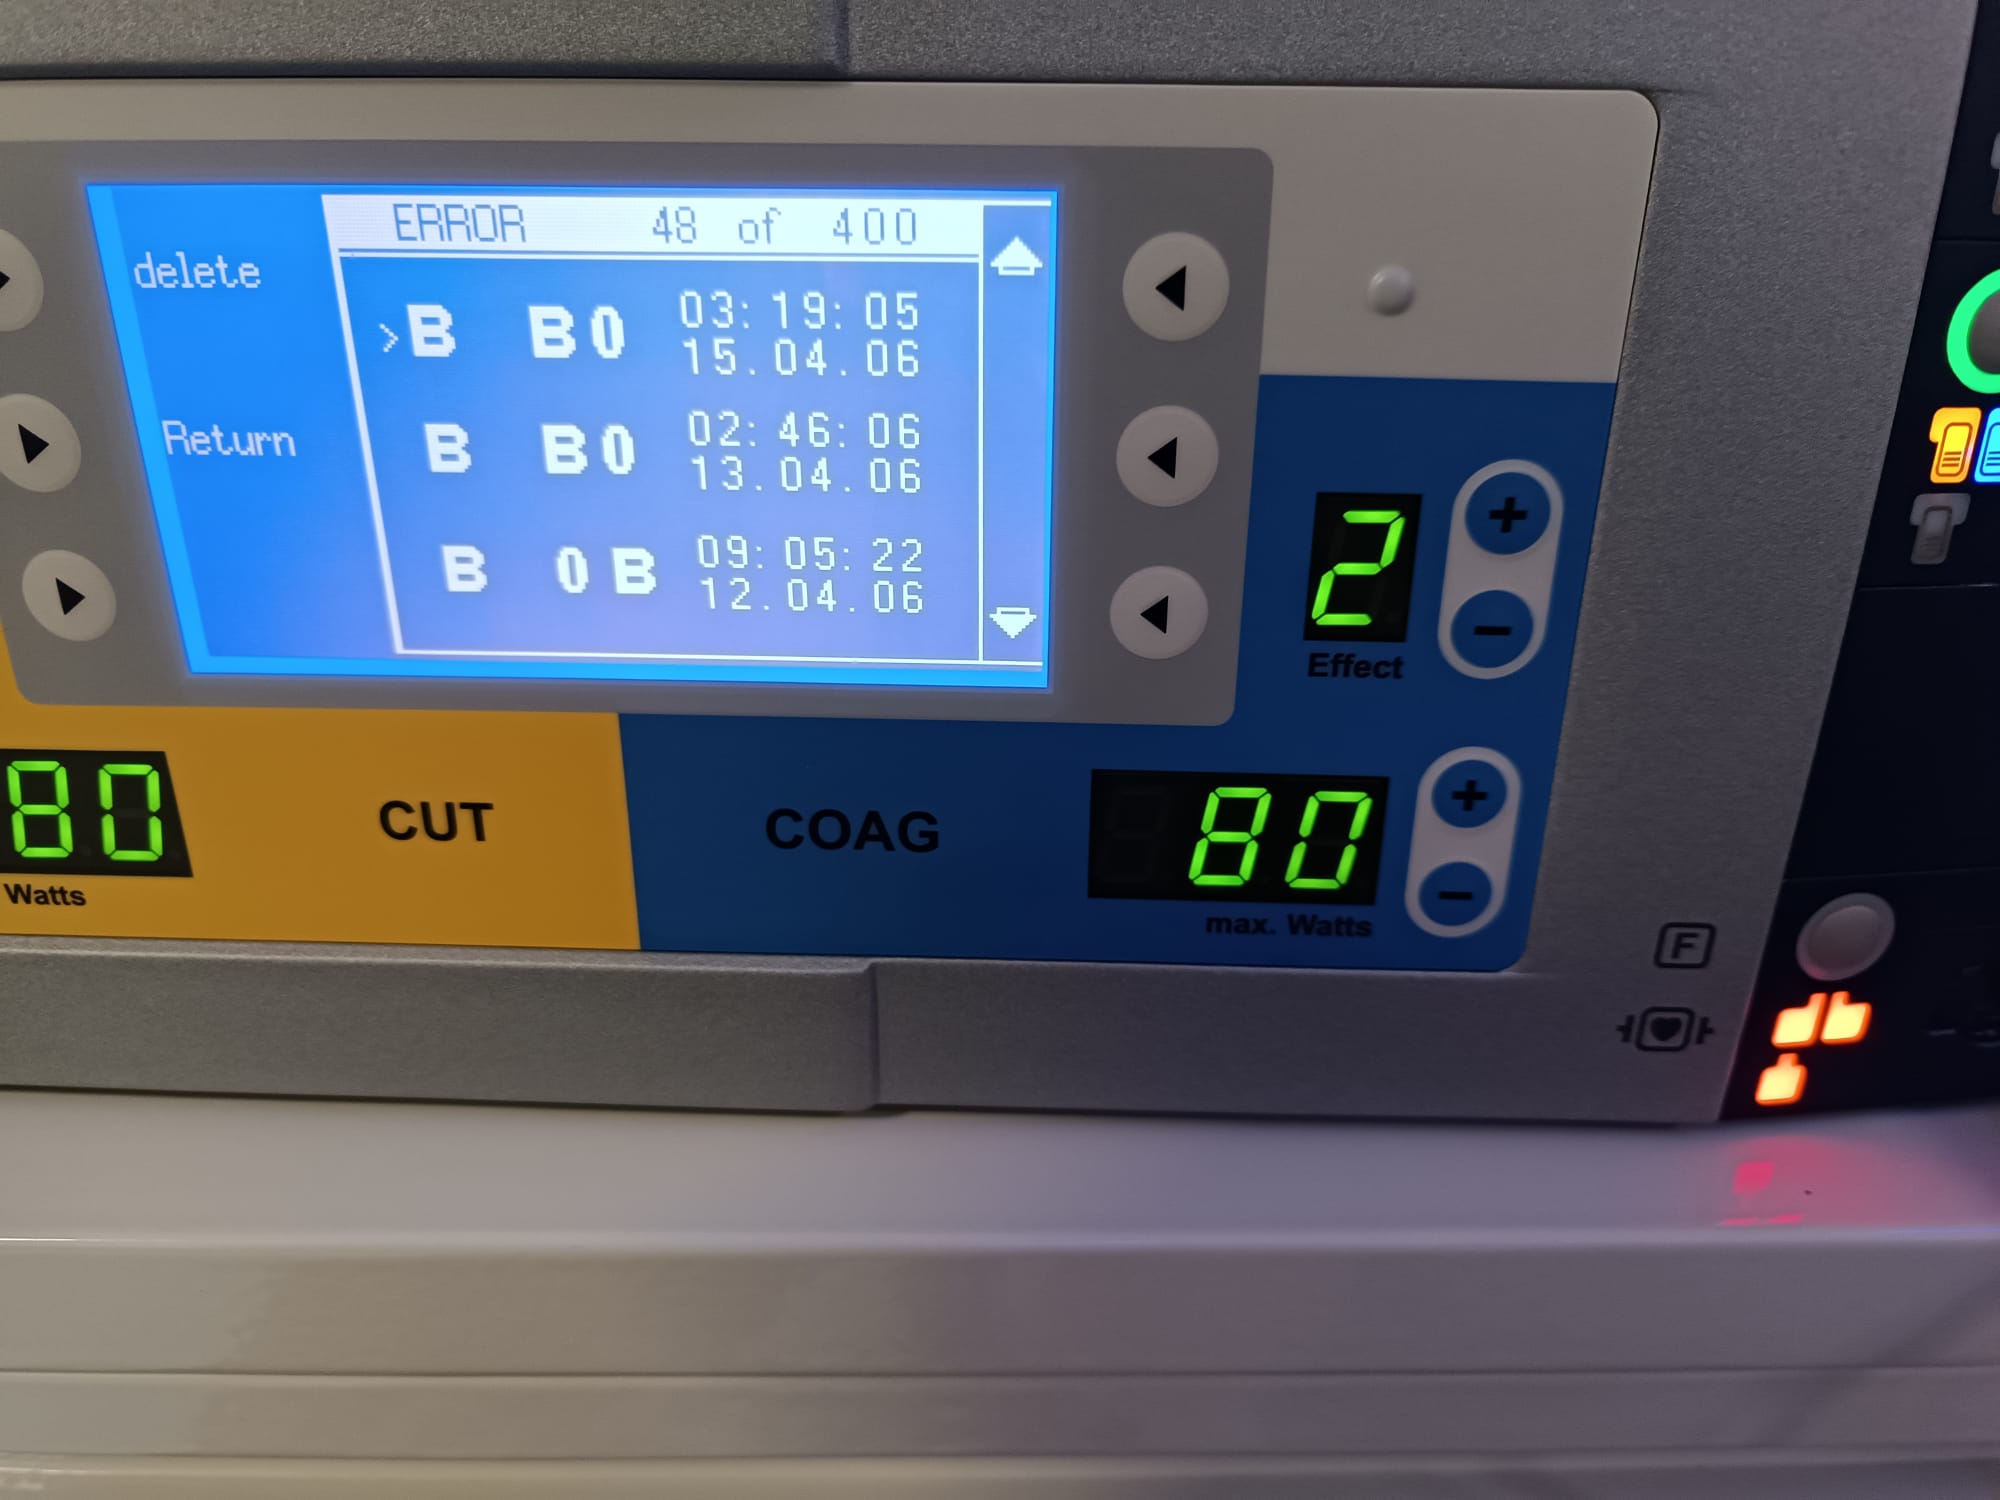 ERROR 48 of 400
delete
>B B0 03:19:05
15.04.06
Return
B B0 02:46:06
13.04.06
B 0B 09:05:22
12.04.06
2
Effect
80
Watts
CUT
COAG
80
max. Watts
F